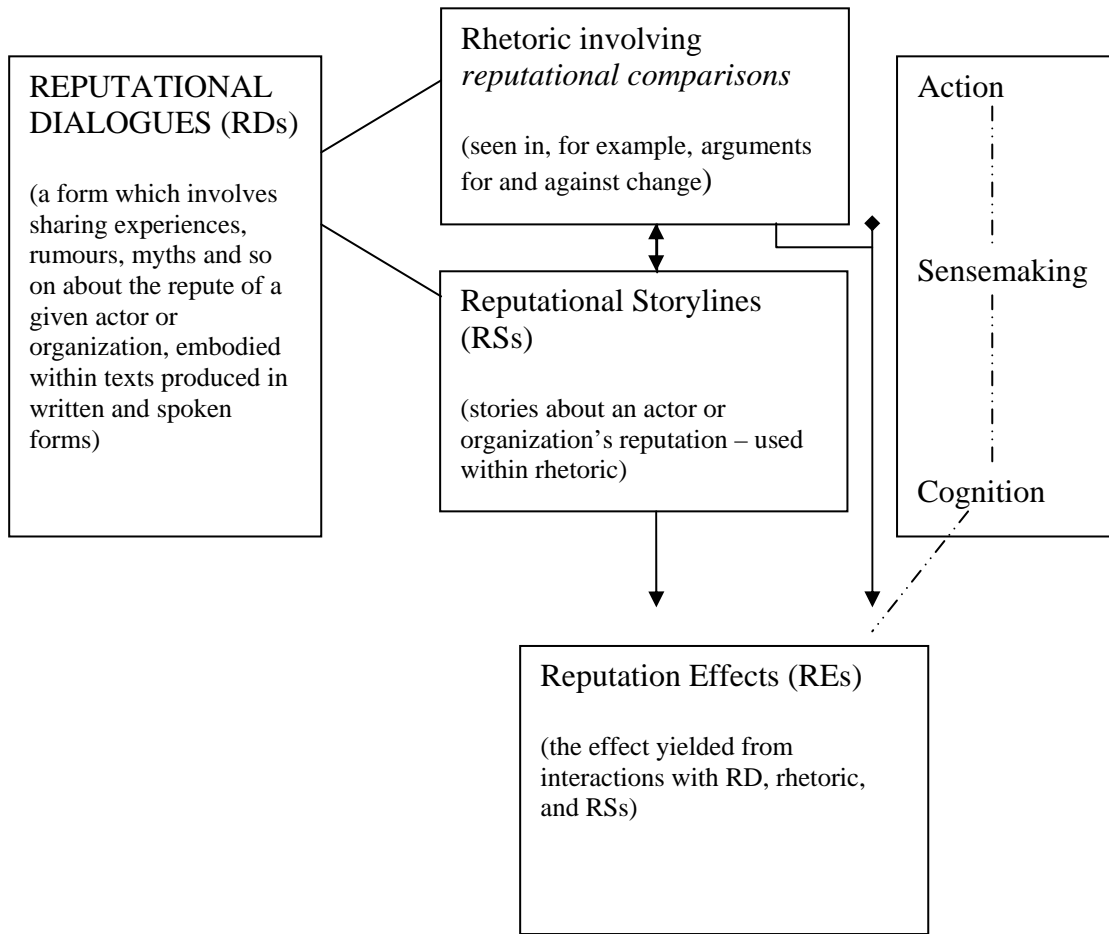 REPUTATIONAL
DIALOGUES (RDs)
(a form which involves
sharing experiences,
rumours, myths and so
on about the repute of a
given actor or
organization, embodied
within texts produced in
written and spoken
forms)
Rhetoric involving
reputational comparisons
(seen in, for example, arguments
for and against change)
Reputational Storylines
(RSs)
(stories about an actor or
organization’s reputation – used
within rhetoric)
Action
Sensemaking
Cognition
Reputation Effects (REs)
(the effect yielded from
interactions with RD, rhetoric,
and RSs)